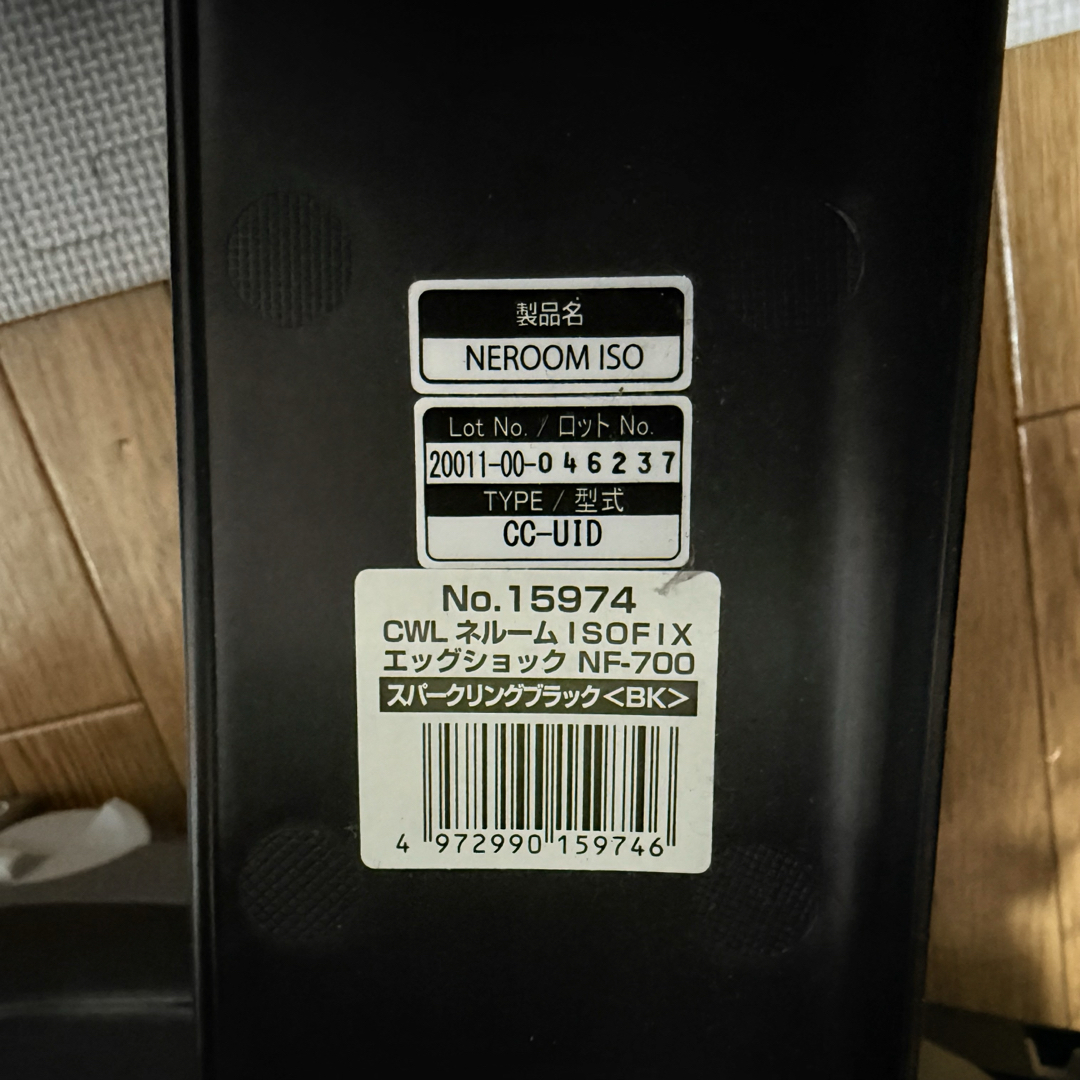 製品名
NEROOM ISO
Lot No. / ロット No.
20011-00-046237
TYPE / 型式
CC-UID
No.15974
CWL ネルーム ISOFIX
エッグショック NF-700
スパークリングブラック<BK>
4 972990 159746